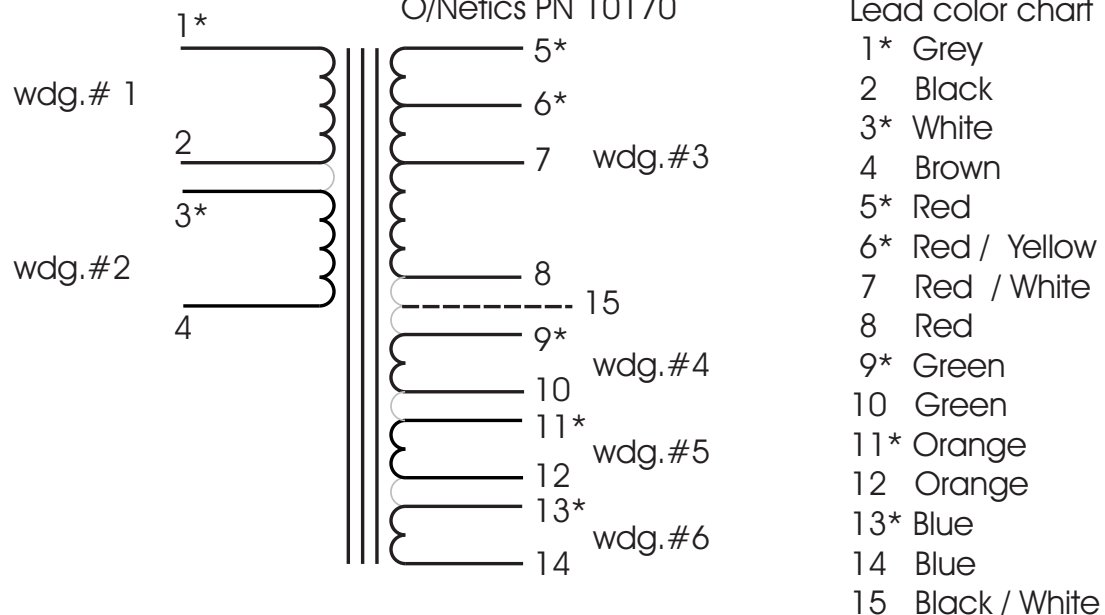 O/Netics PN 10170
1*
wdg.# 1
2
3*
wdg.#2
4
5*
6*
7
wdg.#3
8
15
9*
wdg.#4
10
11*
wdg.#5
12
13*
wdg.#6
14
Lead color chart
1* Grey
2 Black
3* White
4 Brown
5* Red
6* Red / Yellow
7 Red / White
8 Red
9* Green
10 Green
11* Orange
12 Orange
13* Blue
14 Blue
15 Black / White